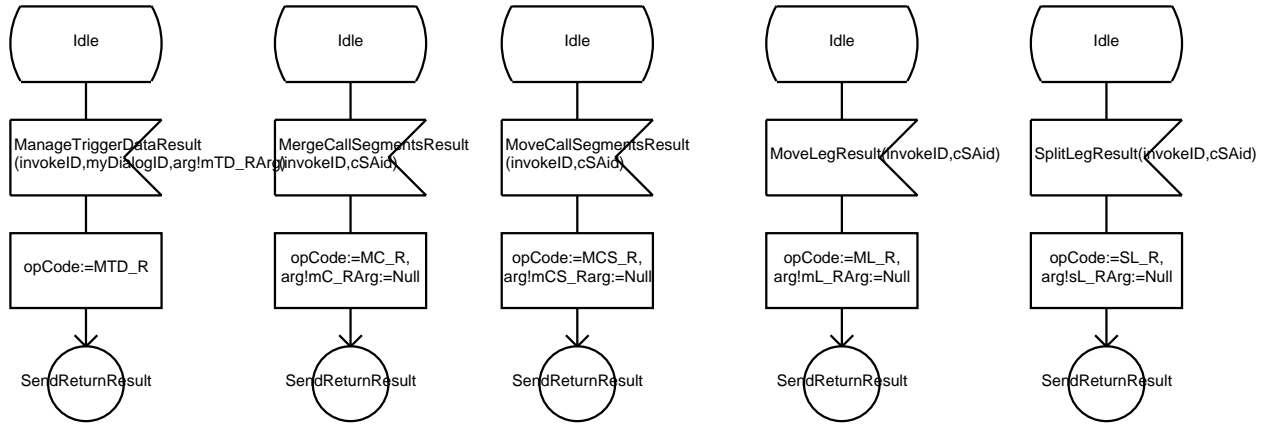 Idle
ManageTriggerDataResult
(invokeID,myDialogID,arg!mTD_RArg)
opCode:=MTD_R
SendReturnResult
Idle
MergeCallSegmentsResult
(invokeID,cSAid)
opCode:=MC_R,
arg!mC_RArg:=Null
SendReturnResult
Idle
MoveCallSegmentsResult
(invokeID,cSAid)
opCode:=MCS_R,
arg!mCS_Rarg:=Null
SendReturnResult
Idle
MoveLegResult(invokeID,cSAid)
opCode:=ML_R,
arg!mL_RArg:=Null
SendReturnResult
Idle
SplitLegResult(invokeID,cSAid)
opCode:=SL_R,
arg!sL_RArg:=Null
SendReturnResult